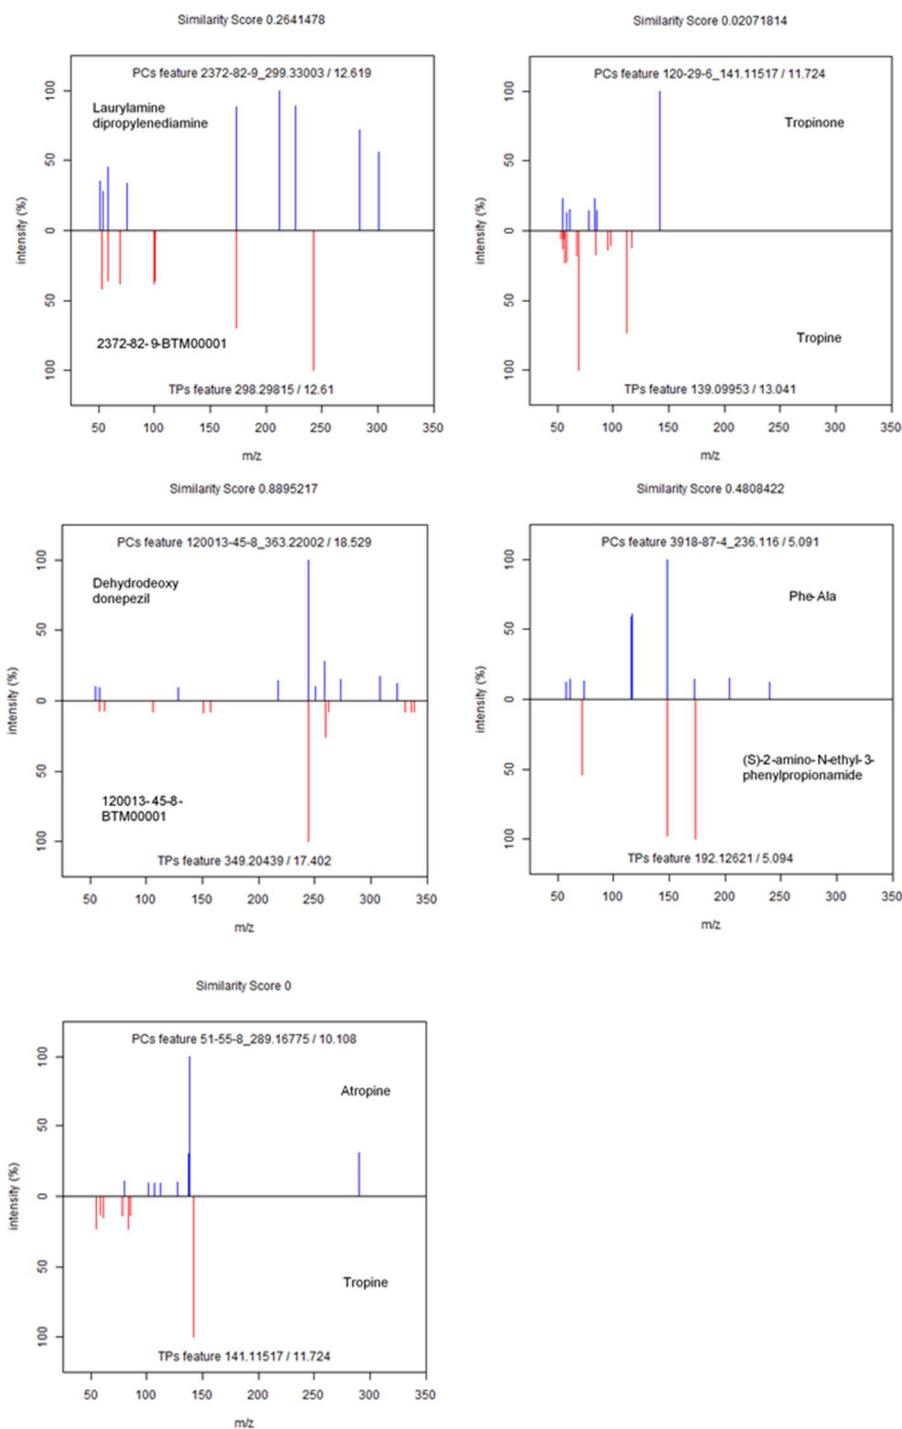 Similarity Score 0.2641478
PCs feature 2372-82-9_299.33003 / 12.619
Laurylamine
dipropylenediamine
intensity (%)
100
50
0
50
100
2372-82-9-BTM00001
TPs feature 298.29815 / 12.61
50 100 150 200 250 300 350
m/z
Similarity Score 0.02071814
PCs feature 120-29-6_141.11517 / 11.724
Tropinone
intensity (%)
100
50
0
50
100
Tropine
TPs feature 139.09953 / 13.041
50 100 150 200 250 300 350
m/z
Similarity Score 0.8895217
PCs feature 120013-45-8_363.22002 / 18.529
Dehydrodeoxy
donepezil
intensity (%)
100
50
0
50
100
120013-45-8-
BTM00001
TPs feature 349.20439 / 17.402
50 100 150 200 250 300 350
m/z
Similarity Score 0.4808422
PCs feature 3918-87-4_236.116 / 5.091
Phe-Ala
intensity (%)
100
50
0
50
100
(S)-2-amino-N-ethyl-3-
phenylpropionamide
TPs feature 192.12621 / 5.094
50 100 150 200 250 300 350
m/z
Similarity Score 0
PCs feature 51-55-8_289.16775 / 10.108
Atropine
intensity (%)
100
50
0
50
100
Tropine
TPs feature 141.11517 / 11.724
50 100 150 200 250 300 350
m/z